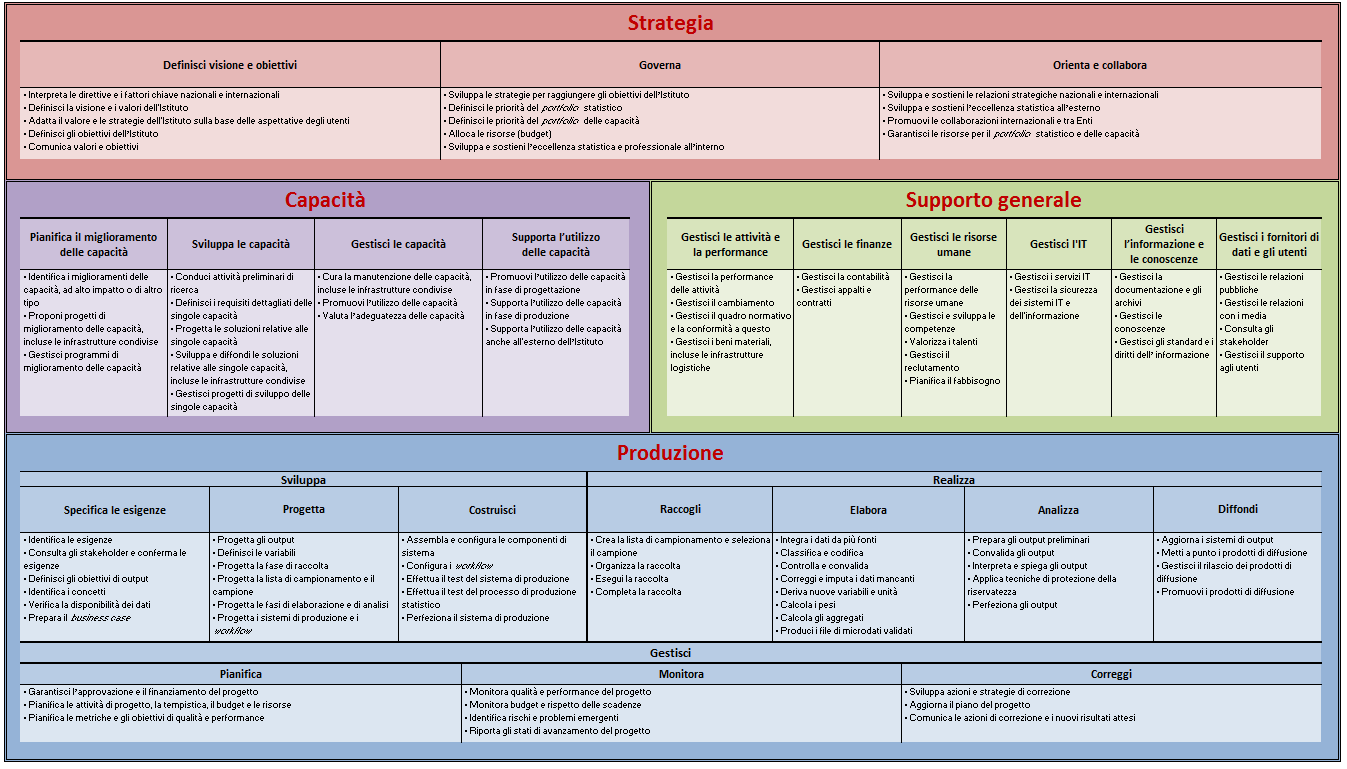 Strategia
Definisci visione e obiettivi
• Interpreta le direttive e i fattori chiave nazionali e internazionali
• Definisci la visione e i valori dell'Istituto
• Adatta il valore e le strategie dell'Istituto sulla base delle aspettative degli utenti
• Definisci gli obiettivi dell'Istituto
• Comunica valori e obiettivi
Governa
• Sviluppa le strategie per raggiungere gli obiettivi dell'Istituto
• Definisci le priorità del portfolio statistico
• Definisci le priorità del portfolio delle capacità
• Alloca le risorse (budget)
• Sviluppa e sostieni l'eccellenza statistica e professionale all'interno
Orienta e collabora
• Sviluppa e sostieni le relazioni strategiche nazionali e internazionali
• Sviluppa e sostieni l'eccellenza statistica all'esterno
• Promuovi le collaborazioni internazionali e tra Enti
• Garantisci le risorse per il portfolio statistico e delle capacità
Capacità
Pianifica il miglioramento
delle capacità
• Identifica i miglioramenti delle
capacità, ad alto impatto o di altro
tipo
• Proponi progetti di
miglioramento delle capacità,
incluse le infrastrutture condivise
• Gestisci programmi di
miglioramento delle capacità
Sviluppa le capacità
• Conduci attività preliminari di
ricerca
• Definisci i requisiti dettagliati delle
singole capacità
• Progetta le soluzioni relative alle
singole capacità
• Sviluppa e diffondi le soluzioni
relative alle singole capacità,
incluse le infrastrutture condivise
• Gestisci progetti di sviluppo delle
singole capacità
Gestisci le capacità
• Cura la manutenzione delle capacità,
incluse le infrastrutture condivise
• Promuovi l'utilizzo delle capacità
• Valuta l'adeguatezza delle capacità
Supporta l'utilizzo
delle capacità
• Promuovi l'utilizzo delle capacità
in fase di progettazione
• Supporta l'utilizzo delle capacità
in fase di produzione
• Supporta l'utilizzo delle capacità
anche all'esterno dell'Istituto
Supporto generale
Gestisci le attività e
la performance
• Gestisci la performance
delle attività
• Gestisci il cambiamento
• Gestisci il quadro normativo
e la conformità a questo
• Gestisci i beni materiali,
incluse le infrastrutture
logistiche
Gestisci le finanze
• Gestisci la contabilità
• Gestisci appalti e
contratti
Gestisci le risorse
umane
• Gestisci la
performance delle
risorse umane
• Gestisci e sviluppa le
competenze
• Valorizza i talenti
• Gestisci il
reclutamento
• Pianifica il fabbisogno
Gestisci l'IT
• Gestisci i servizi IT
• Gestisci la sicurezza
dei sistemi IT e
dell'informazione
Gestisci
l'informazione e
le conoscenze
• Gestisci la
documentazione e gli
archivi
• Gestisci le
conoscenze
• Gestisci gli standard e i
diritti dell' informazione
Gestisci i fornitori di
dati e gli utenti
• Gestisci le relazioni
pubbliche
• Gestisci le relazioni
con i media
• Consulta gli
stakeholder
• Gestisci il supporto
agli utenti
Produzione
Sviluppa
Specifica le esigenze
• Identifica le esigenze
• Consulta gli stakeholder e conferma le
esigenze
• Definisci gli obiettivi di output
• Identifica i concetti
• Verifica la disponibilità dei dati
• Prepara il business case
Progetta
• Progetta gli output
• Definisci le variabili
• Progetta la fase di raccolta
• Progetta la lista di campionamento e il
campione
• Progetta le fasi di elaborazione e di analisi
• Progetta i sistemi di produzione e i
workflow
Costruisci
• Assembla e configura le componenti di
sistema
• Configura i workflow
• Effettua il test del sistema di produzione
• Effettua il test del processo di produzione
statistico
• Perfeziona il sistema di produzione
Realizza
Raccogli
• Crea la lista di campionamento e seleziona
il campione
• Organizza la raccolta
• Esegui la raccolta
• Completa la raccolta
Elabora
• Integra i dati da più fonti
• Classifica e codifica
• Controlla e convalida
• Correggi e imputa i dati mancanti
• Deriva nuove variabili e unità
• Calcola i pesi
• Calcola gli aggregati
• Produci i file di microdati validati
Analizza
• Prepara gli output preliminari
• Convalida gli output
• Interpreta e spiega gli output
• Applica tecniche di protezione della
riservatezza
• Perfeziona gli output
Diffondi
• Aggiorna i sistemi di output
• Metti a punto i prodotti di diffusione
• Gestisci il rilascio dei prodotti di
diffusione
• Promuovi i prodotti di diffusione
Gestisci
Pianifica
• Garantisci l'approvazione e il finanziamento del progetto
• Pianifica le attività di progetto, la tempistica, il budget e le risorse
• Pianifica le metriche e gli obiettivi di qualità e performance
Monitora
• Monitora qualità e performance del progetto
• Monitora budget e rispetto delle scadenze
• Identifica rischi e problemi emergenti
• Riporta gli stati di avanzamento del progetto
Correggi
• Sviluppa azioni e strategie di correzione
• Aggiorna il piano del progetto
• Comunica le azioni di correzione e i nuovi risultati attesi